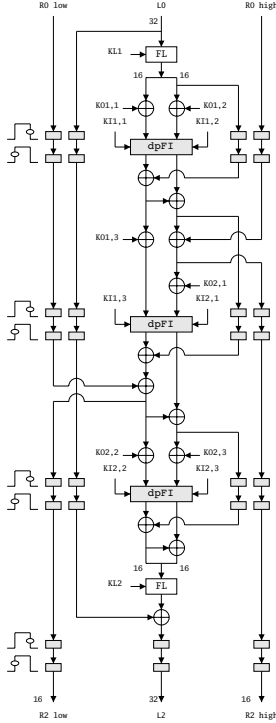 R0 low L0 R0 high
32
KL1 FL
16 16
KO1,1 KO1,2
KI1,1 KI1,2
dpFI
KO1,3
KO2,1
KI1,3 KI2,1
dpFI
KO2,2 KO2,3
KI2,2 KI2,3
dpFI
16 16
KL2 FL
16 32 16
R2 low L2 R2 high